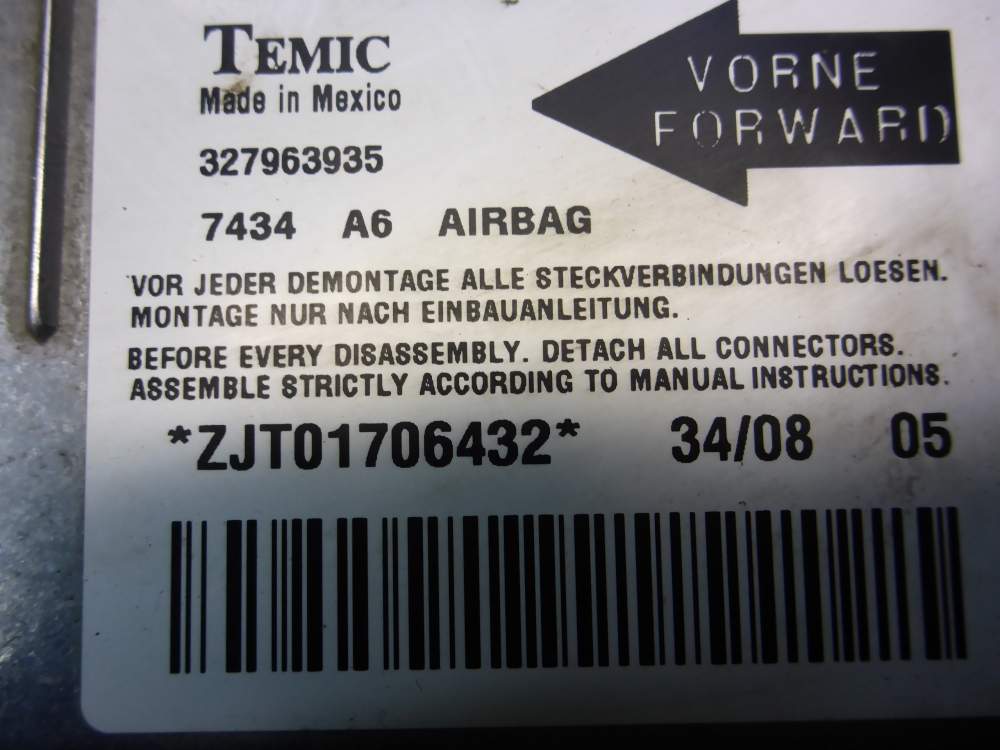 TEMIC
Made in Mexico
VORNE
FORWARD
327963935
7434 A6 AIRBAG
VOR JEDER DEMONTAGE ALLE STECKVERBINDUNGEN LOESEN.
MONTAGE NUR NACH EINBAUANLEITUNG.
BEFORE EVERY DISASSEMBLY. DETACH ALL CONNECTORS.
ASSEMBLE STRICTLY ACCORDING TO MANUAL INSTRUCTIONS.
*ZJT01706432* 34/08 05